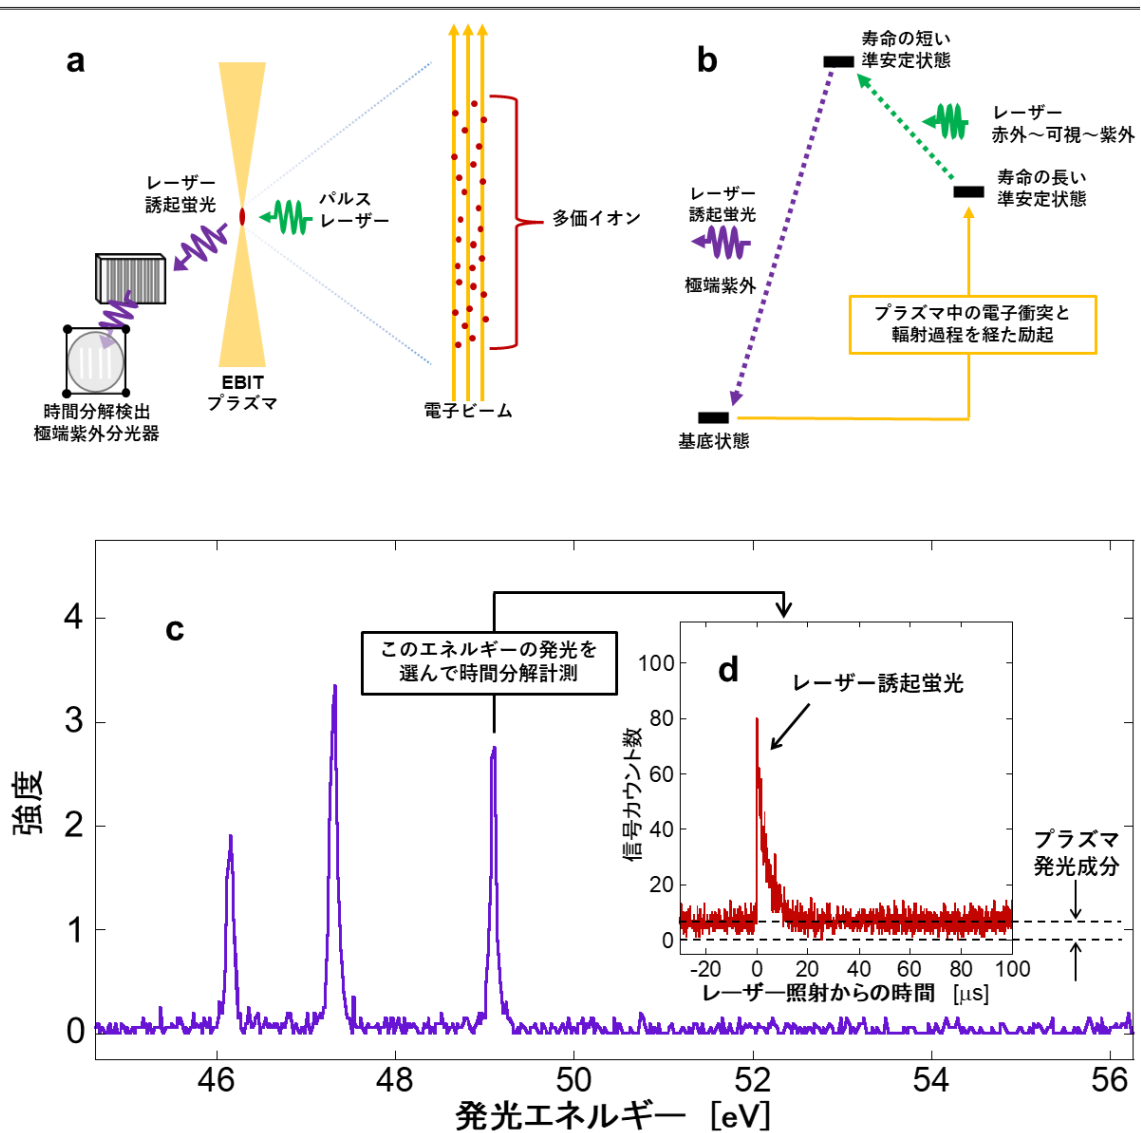 a
レーザー
誘起蛍光
パルス
レーザー
多価イオン
EBIT
プラズマ
電子ビーム
時間分解検出
極端紫外分光器
b
寿命の短い
準安定状態
レーザー
赤外～可視～紫外
寿命の長い
準安定状態
レーザー
誘起蛍光
極端紫外
プラズマ中の電子衝突と
輻射過程を経た励起
基底状態
c
このエネルギーの発光を
選んで時間分解計測
強度
4
3
2
1
0
46
48
50
52
54
56
発光エネルギー [eV]
d
レーザー誘起蛍光
信号カウント数
100
80
60
40
20
0
-20
0
20
40
60
80
100
レーザー照射からの時間 [μs]
プラズマ
発光成分